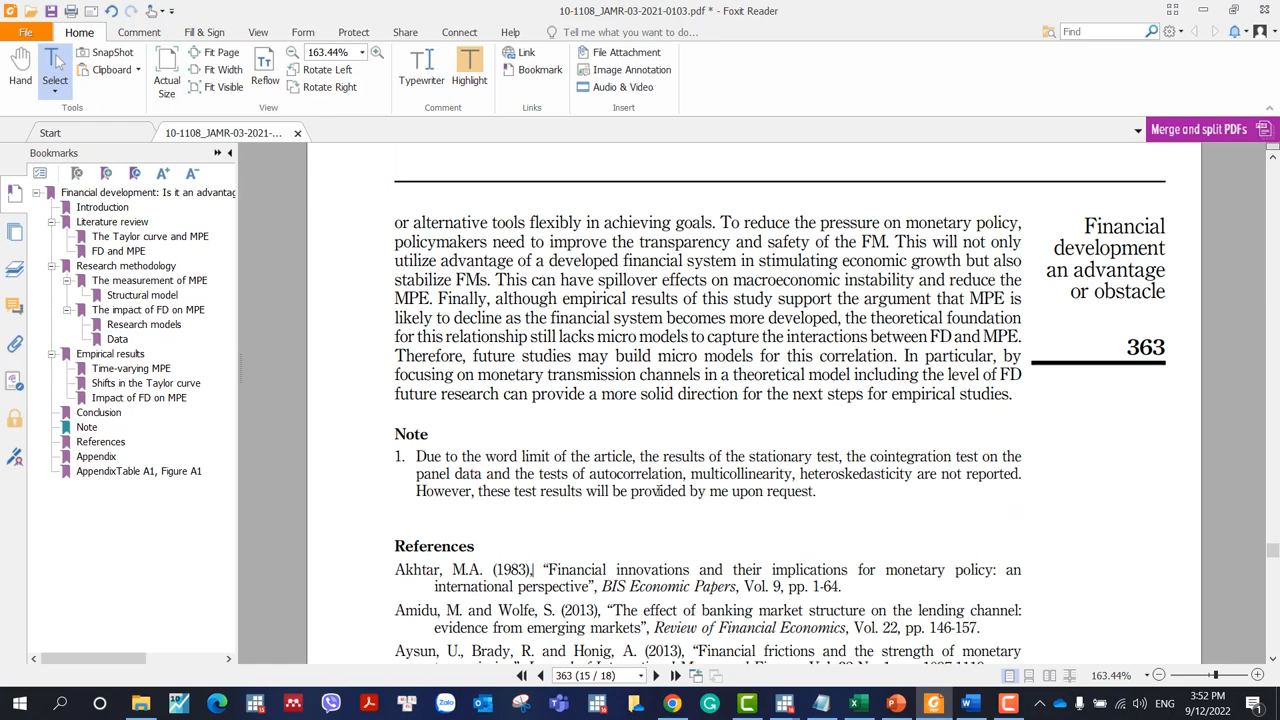 10-1108_JAMR-03-2021-0103.pdf * - Foxit Reader
File Home Comment Fill & Sign View Form Protect Share Connect Help Tell me what you want to do... Find
Hand
Select
SnapShot
Clipboard
Tools
Actual Size
Fit Page
Fit Width
Fit Visible
Reflow
163.44%
Rotate Left
Rotate Right
View
Typewriter
Highlight
Comment
Link
Bookmark
Links
File Attachment
Image Annotation
Audio & Video
Insert
Start
10-1108_JAMR-03-2021-...
Merge and split PDFs
Bookmarks
Financial development: Is it an advantag
Introduction
Literature review
The Taylor curve and MPE
FD and MPE
Research methodology
The measurement of MPE
Structural model
The impact of FD on MPE
Research models
Data
Empirical results
Time-varying MPE
Shifts in the Taylor curve
Impact of FD on MPE
Conclusion
Note
References
Appendix
AppendixTable A1, Figure A1
or alternative tools flexibly in achieving goals. To reduce the pressure on monetary policy,
policymakers need to improve the transparency and safety of the FM. This will not only
utilize advantage of a developed financial system in stimulating economic growth but also
stabilize FMs. This can have spillover effects on macroeconomic instability and reduce the
MPE. Finally, although empirical results of this study support the argument that MPE is
likely to decline as the financial system becomes more developed, the theoretical foundation
for this relationship still lacks micro models to capture the interactions between FD and MPE.
Therefore, future studies may build micro models for this correlation. In particular, by
focusing on monetary transmission channels in a theoretical model including the level of FD
future research can provide a more solid direction for the next steps for empirical studies.
Financial
development
an advantage
or obstacle
363
Note
1. Due to the word limit of the article, the results of the stationary test, the cointegration test on the
panel data and the tests of autocorrelation, multicollinearity, heteroskedasticity are not reported.
However, these test results will be provided by me upon request.
References
Akhtar, M.A. (1983), “Financial innovations and their implications for monetary policy: an
international perspective”, BIS Economic Papers, Vol. 9, pp. 1-64.
Amidu, M. and Wolfe, S. (2013), “The effect of banking market structure on the lending channel:
evidence from emerging markets”, Review of Financial Economics, Vol. 22, pp. 146-157.
Aysun, U., Brady, R. and Honig, A. (2013), “Financial frictions and the strength of monetary
363 (15 / 18)
163.44%
3:52 PM
9/12/2022